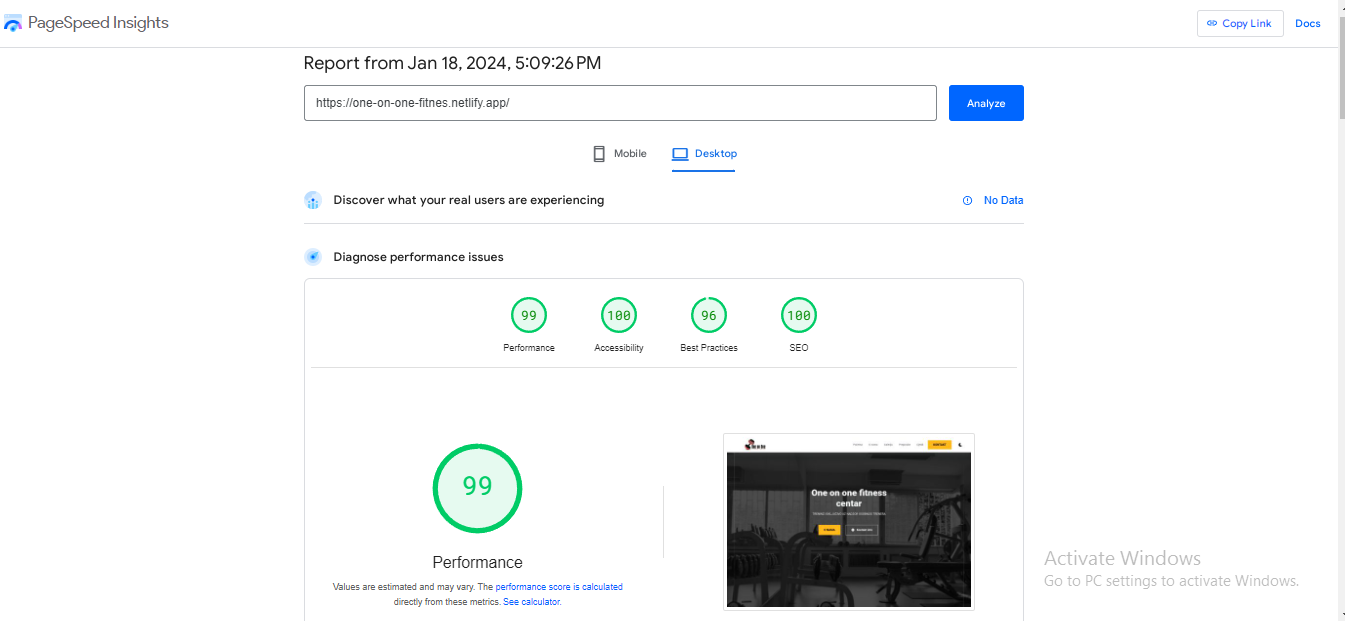 PageSpeed Insights
Copy Link
Docs
Report from Jan 18, 2024, 5:09:26 PM
https://one-on-one-fitnes.netlify.app/
Analyze
Mobile
Desktop
Discover what your real users are experiencing
No Data
Diagnose performance issues
99
100
96
100
Performance
Accessibility
Best Practices
SEO
99
Performance
Values are estimated and may vary. The performance score is calculated
directly from these metrics. See calculator.
One on one fitness
centar
Activate Windows
Go to PC settings to activate Windows.